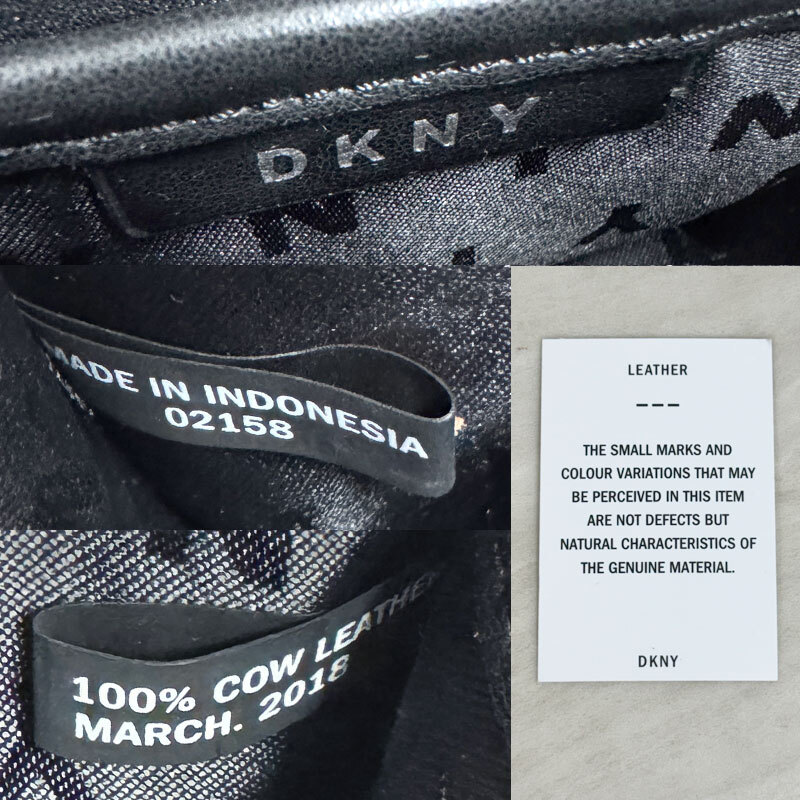 DKNY
MADE IN INDONESIA
02158
100% COW LEATHER
MARCH. 2018
LEATHER
---
THE SMALL MARKS AND
COLOUR VARIATIONS THAT MAY
BE PERCEIVED IN THIS ITEM
ARE NOT DEFECTS BUT
NATURAL CHARACTERISTICS OF
THE GENUINE MATERIAL.
DKNY